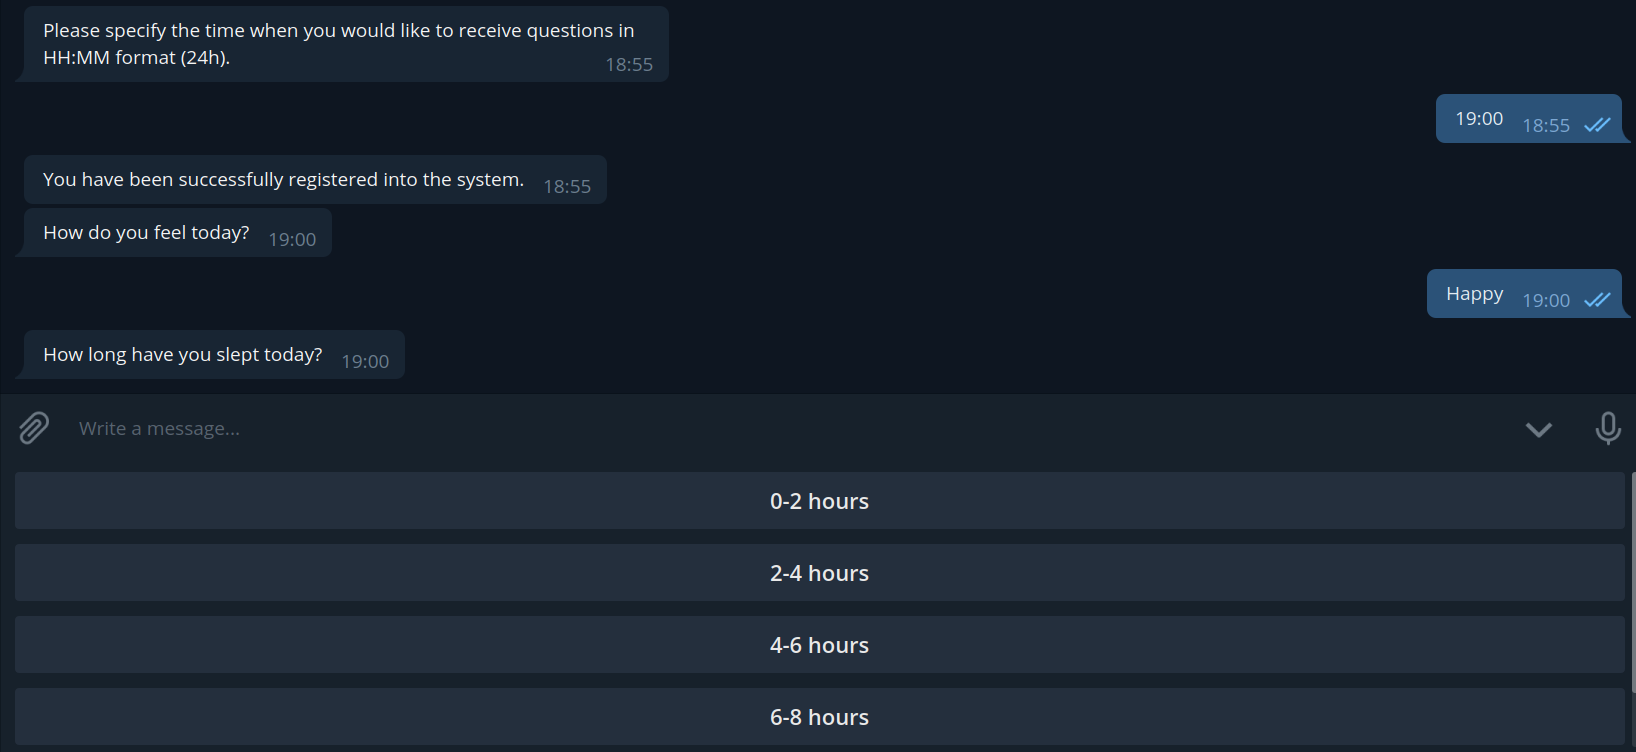 Please specify the time when you would like to receive questions in
HH:MM format (24h).
18:55
19:00 18:55
You have been successfully registered into the system. 18:55
How do you feel today? 19:00
Happy 19:00
How long have you slept today? 19:00
Write a message...
0-2 hours
2-4 hours
4-6 hours
6-8 hours